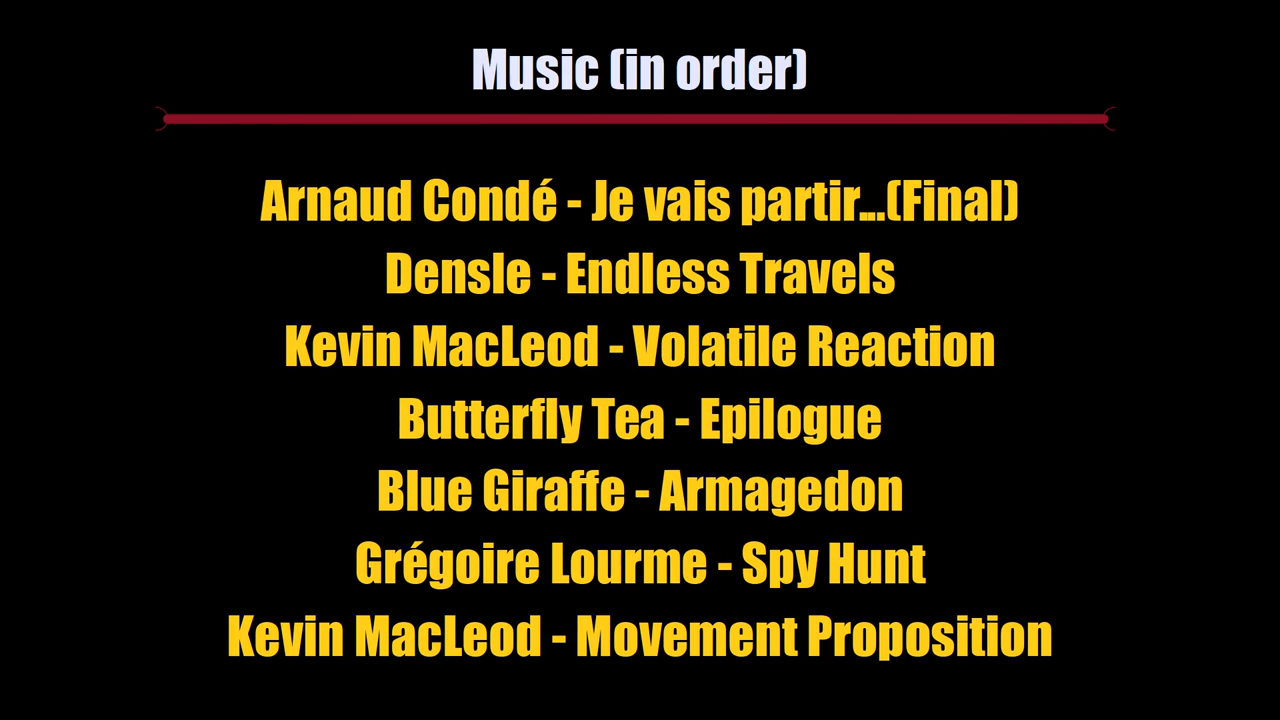 Music (in order)
Arnaud Condé - Je vais partir...(Final)
Densle - Endless Travels
Kevin MacLeod - Volatile Reaction
Butterfly Tea - Epilogue
Blue Giraffe - Armagedon
Grégoire Lourme - Spy Hunt
Kevin MacLeod - Movement Proposition